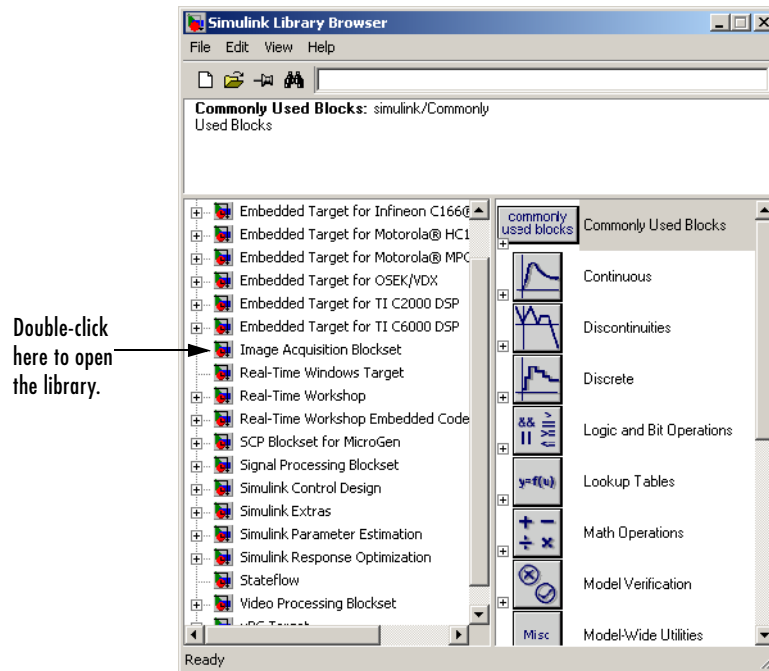 Simulink Library Browser
File Edit View Help
Commonly Used Blocks: simulink/Commonly
Used Blocks
Embedded Target for Infineon C166®
Embedded Target for Motorola® HC1
Embedded Target for Motorola® MPC
Embedded Target for OSEK/VDX
Embedded Target for TI C2000 DSP
Embedded Target for TI C6000 DSP
Image Acquisition Blockset
Real-Time Windows Target
Real-Time Workshop
Real-Time Workshop Embedded Code
SCP Blockset for MicroGen
Signal Processing Blockset
Simulink Control Design
Simulink Extras
Simulink Parameter Estimation
Simulink Response Optimization
Stateflow
Video Processing Blockset
xPC Target
commonly
used blocks
Commonly Used Blocks
Continuous
Discontinuities
Discrete
&& >
|| >=
<=
Logic and Bit Operations
y=f(u)
Lookup Tables
+ −
÷ ×
Math Operations
Model Verification
Misc
Model-Wide Utilities
Ready
Double-click
here to open
the library.